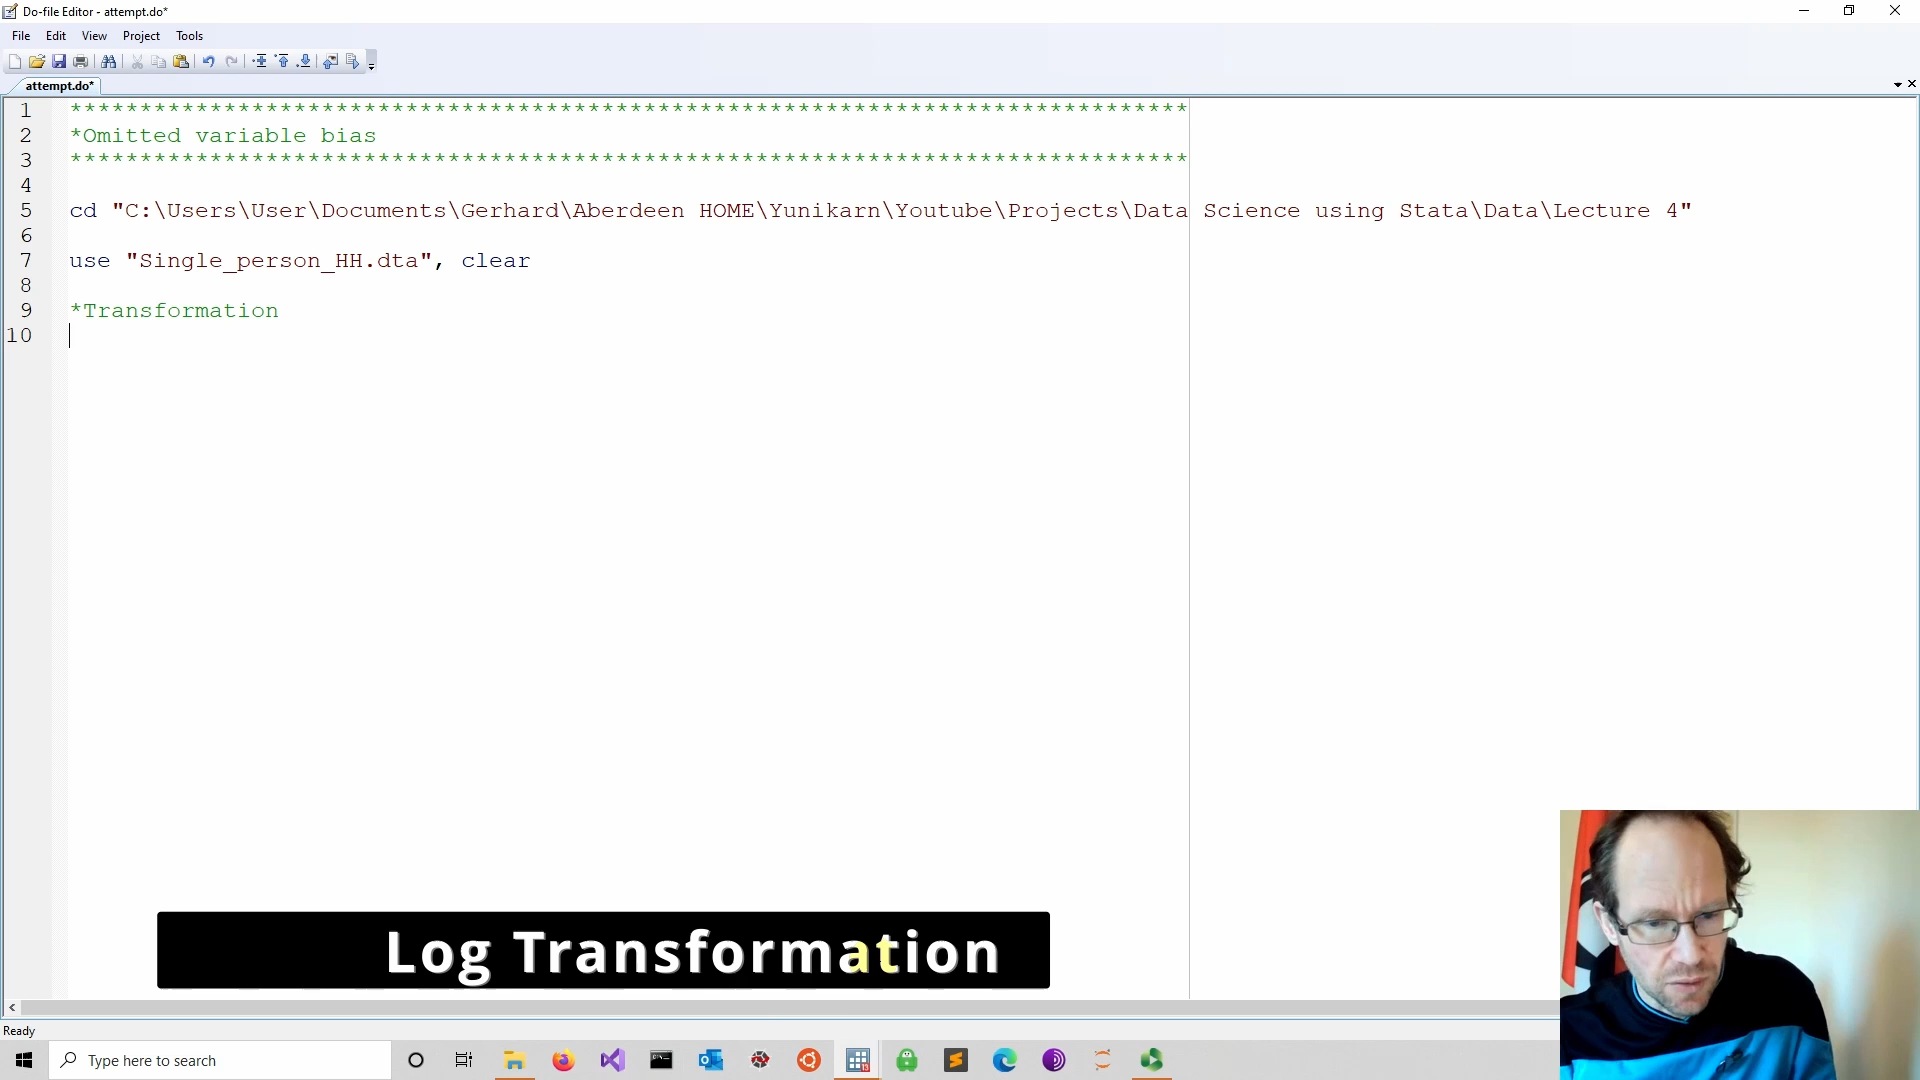 Do-file Editor - attempt.do*
File Edit View Project Tools
attempt.do*
1 ********************************************************************************
2 *Omitted variable bias
3 ********************************************************************************
4
5 cd "C:\Users\User\Documents\Gerhard\Aberdeen HOME\Yunikarn\Youtube\Projects\Data Science using Stata\Data\Lecture 4"
6
7 use "Single_person_HH.dta", clear
8
9 *Transformation
10
Log Transformation
Ready
Type here to search